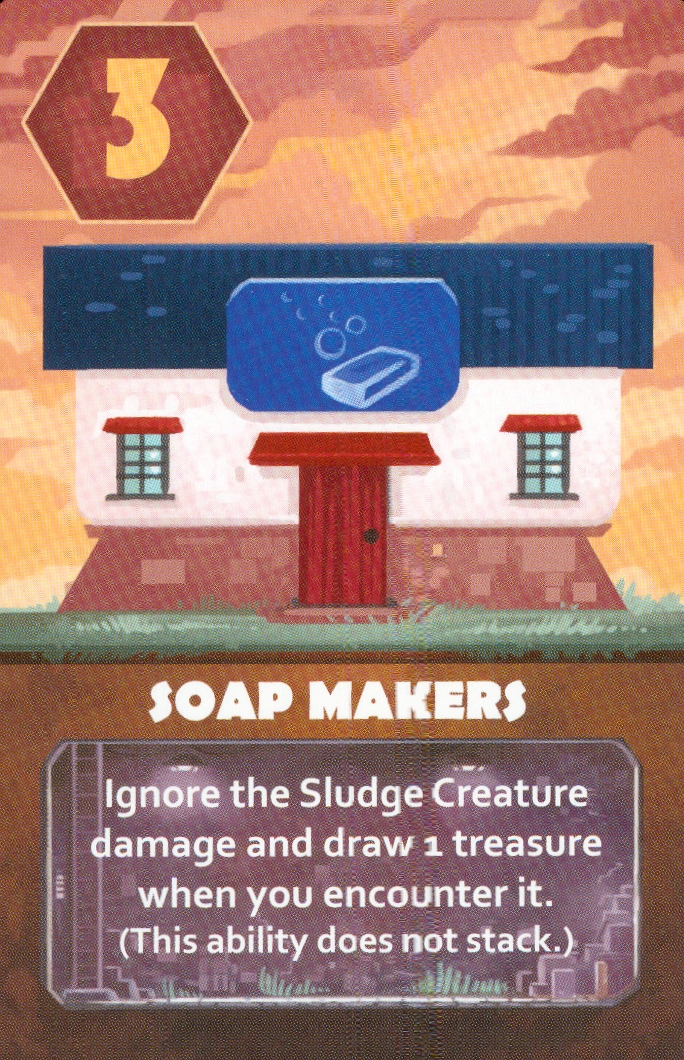 3
SOAP MAKERS
Ignore the Sludge Creature
damage and draw 1 treasure
when you encounter it.
(This ability does not stack.)